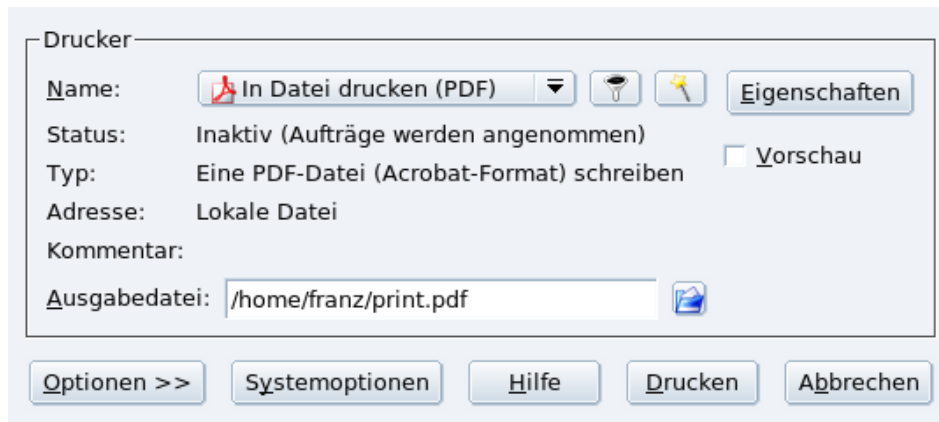 Drucker
Name: In Datei drucken (PDF) Eigenschaften
Status: Inaktiv (Aufträge werden angenommen)
Vorschau
Typ: Eine PDF-Datei (Acrobat-Format) schreiben
Adresse: Lokale Datei
Kommentar:
Ausgabedatei: /home/franz/print.pdf
Optionen >> Systemoptionen Hilfe Drucken Abbrechen